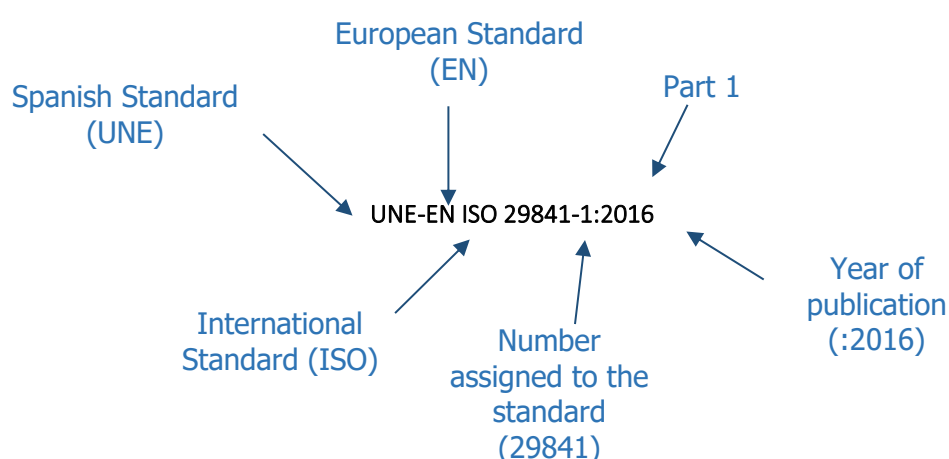 European Standard
(EN)
Spanish Standard
(UNE)
Part 1
UNE-EN ISO 29841-1:2016
International
Standard (ISO)
Number
assigned to the
standard
(29841)
Year of
publication
(:2016)